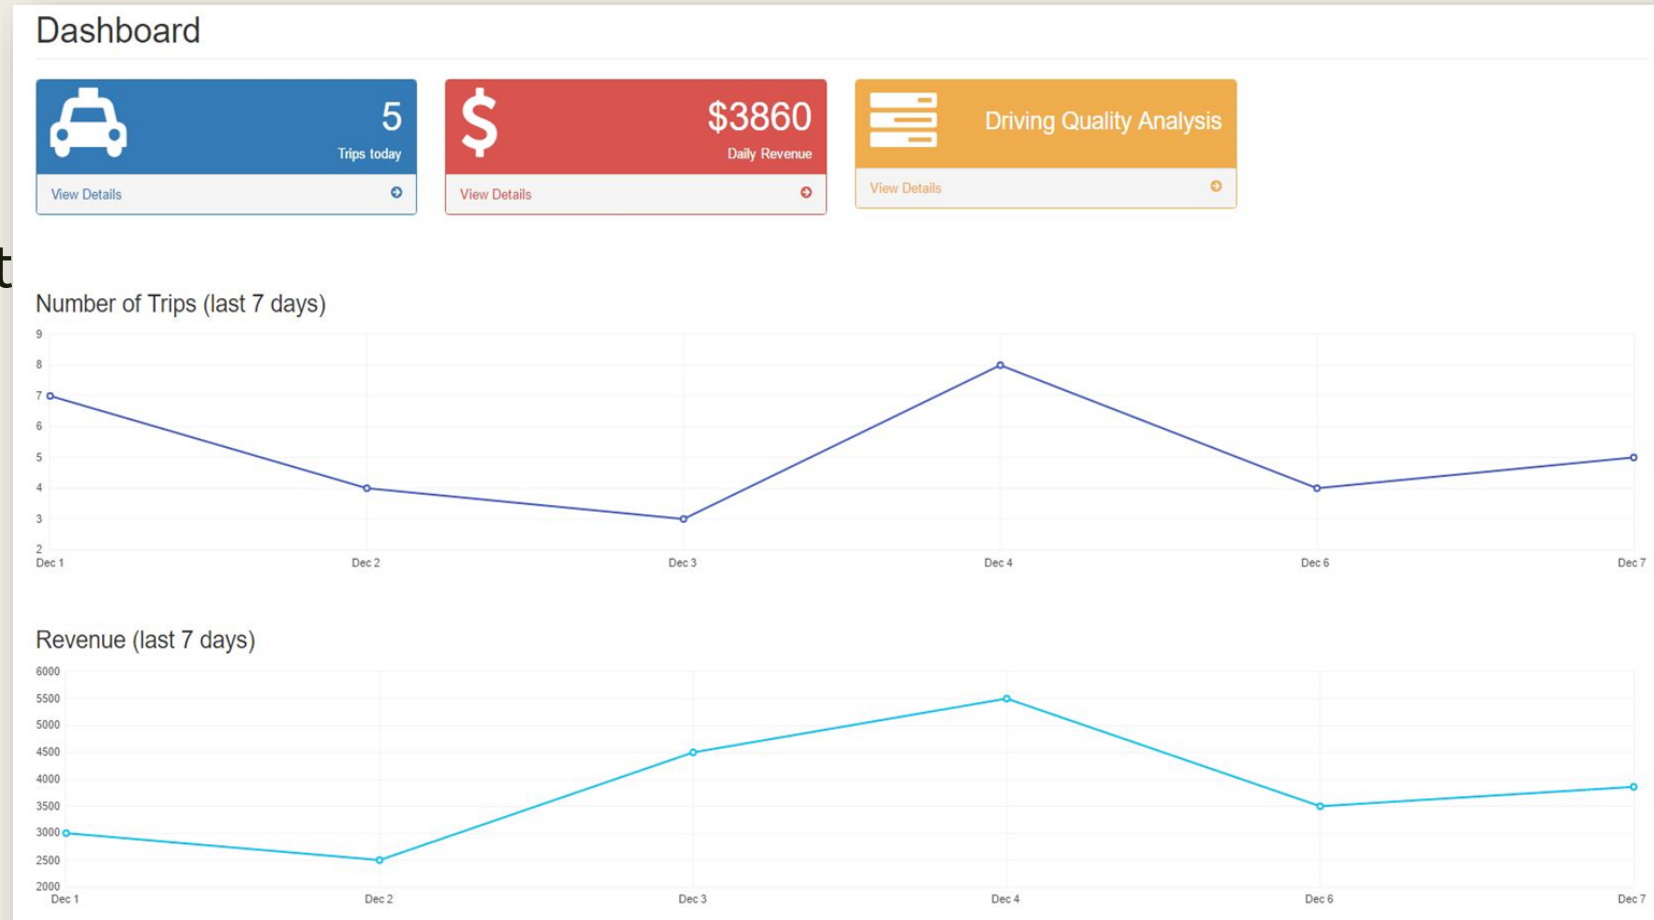 Dashboard
5
Trips today
View Details
$3860
Daily Revenue
View Details
Driving Quality Analysis
View Details
t
Number of Trips (last 7 days)
9
8
7
6
5
4
3
2
Dec 1 Dec 2 Dec 3 Dec 4 Dec 6 Dec 7
Revenue (last 7 days)
6000
5500
5000
4500
4000
3500
3000
2500
2000
Dec 1 Dec 2 Dec 3 Dec 4 Dec 6 Dec 7